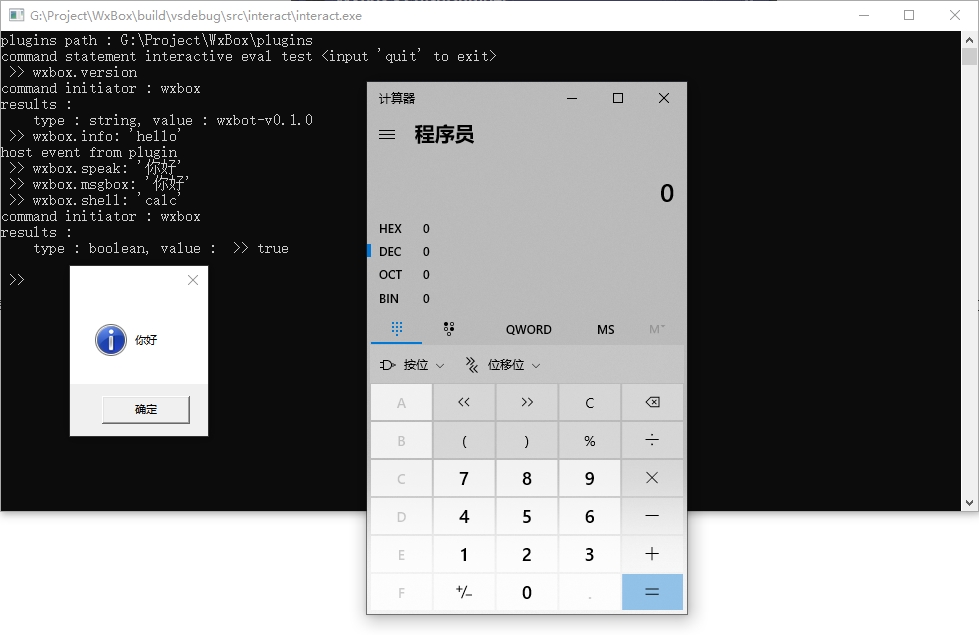 G:\Project\WxBox\build\vsdebug\src\interact\interact.exe
plugins path : G:\Project\WxBox\plugins
command statement interactive eval test <input 'quit' to exit>
>> wxbox.version
command initiator : wxbox
results :
type : string, value : wxbot-v0.1.0
>> wxbox.info: 'hello'
host event from plugin
>> wxbox.speak: '你好'
>> wxbox.msgbox: '你好'
>> wxbox.shell: 'calc'
command initiator : wxbox
results :
type : boolean, value :  >> true
>>
你好
确定
计算器
程序员
0
HEX 0
DEC 0
OCT 0
BIN 0
QWORD MS M˅
按位 位移位
A << >> C ⌫
B ( ) % ÷
C 7 8 9 ×
D 4 5 6 −
E 1 2 3 +
F +/− 0 . =